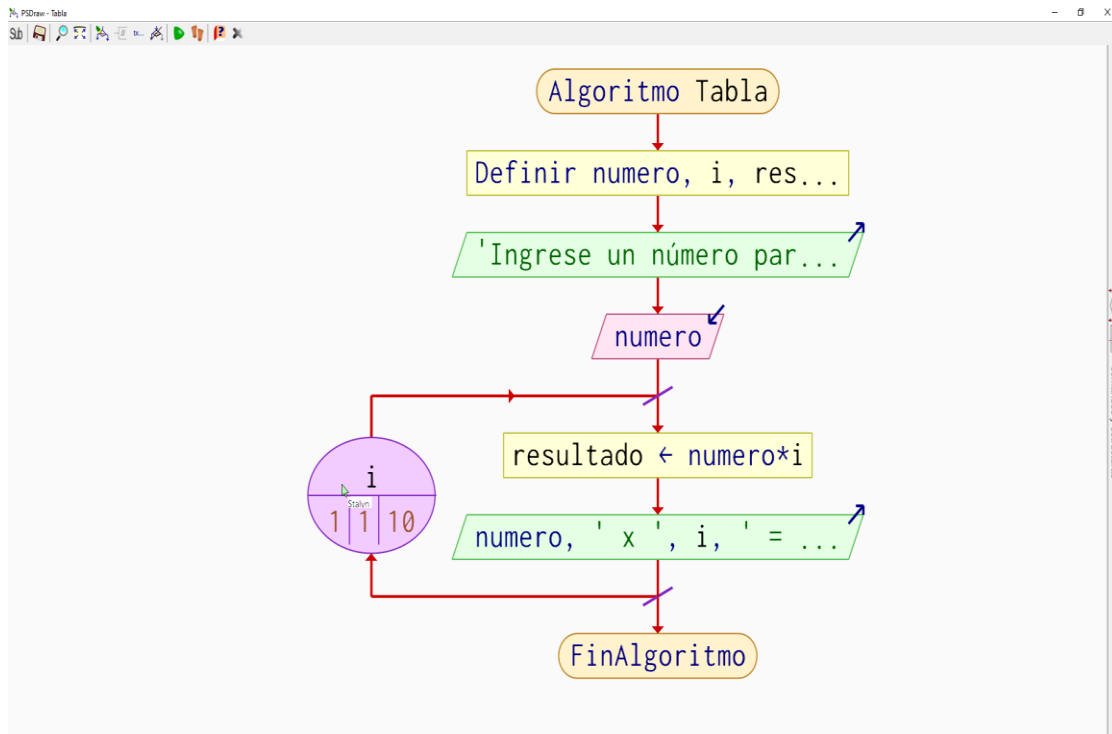 PSDraw - Tabla
Sub
Algoritmo Tabla
Definir numero, i, res...
'Ingrese un número par...
numero
resultado ← numero*i
i
Stalyn
1 1 10
numero, ' x ', i, ' = ...
FinAlgoritmo